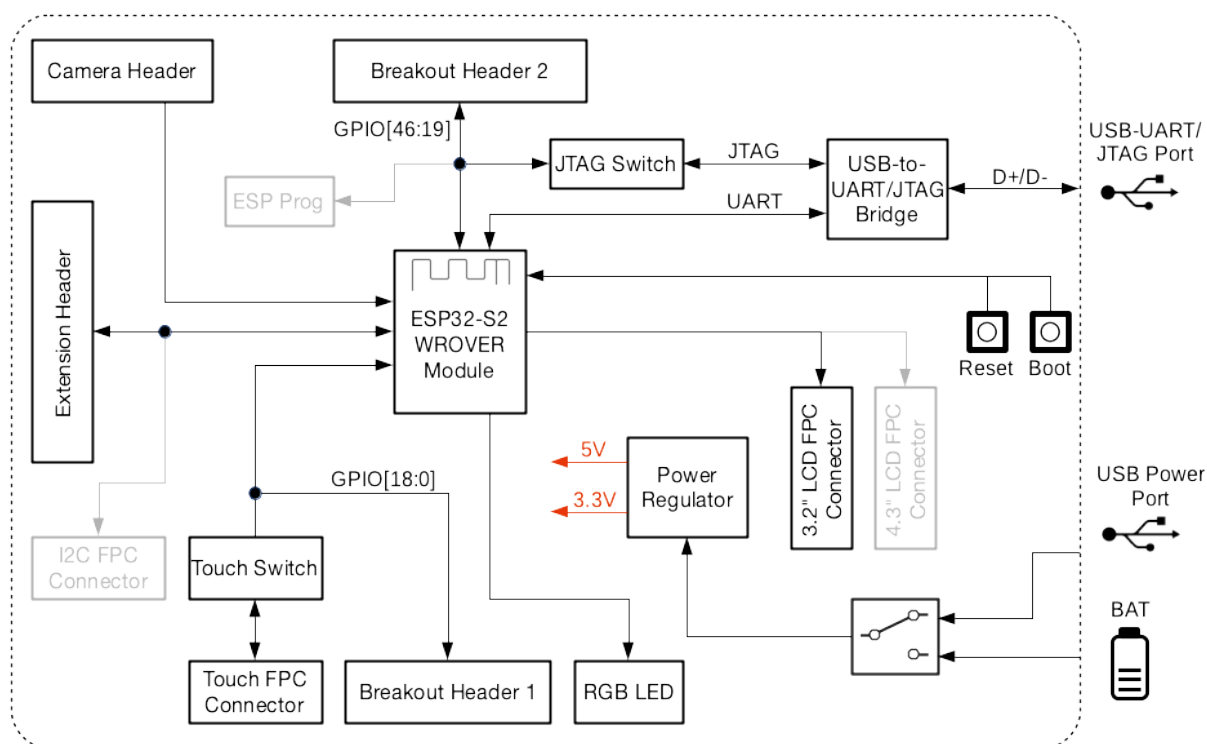 Camera Header
Breakout Header 2
GPIO[46:19]
USB-UART/
JTAG Port
JTAG Switch
JTAG
USB-to-
UART/JTAG
Bridge
D+/D-
ESP Prog
UART
Extension Header
ESP32-S2
WROVER
Module
Reset
Boot
3.2" LCD FPC
Connector
4.3" LCD FPC
Connector
5V
3.3V
Power
Regulator
GPIO[18:0]
USB Power
Port
I2C FPC
Connector
Touch Switch
BAT
Touch FPC
Connector
Breakout Header 1
RGB LED